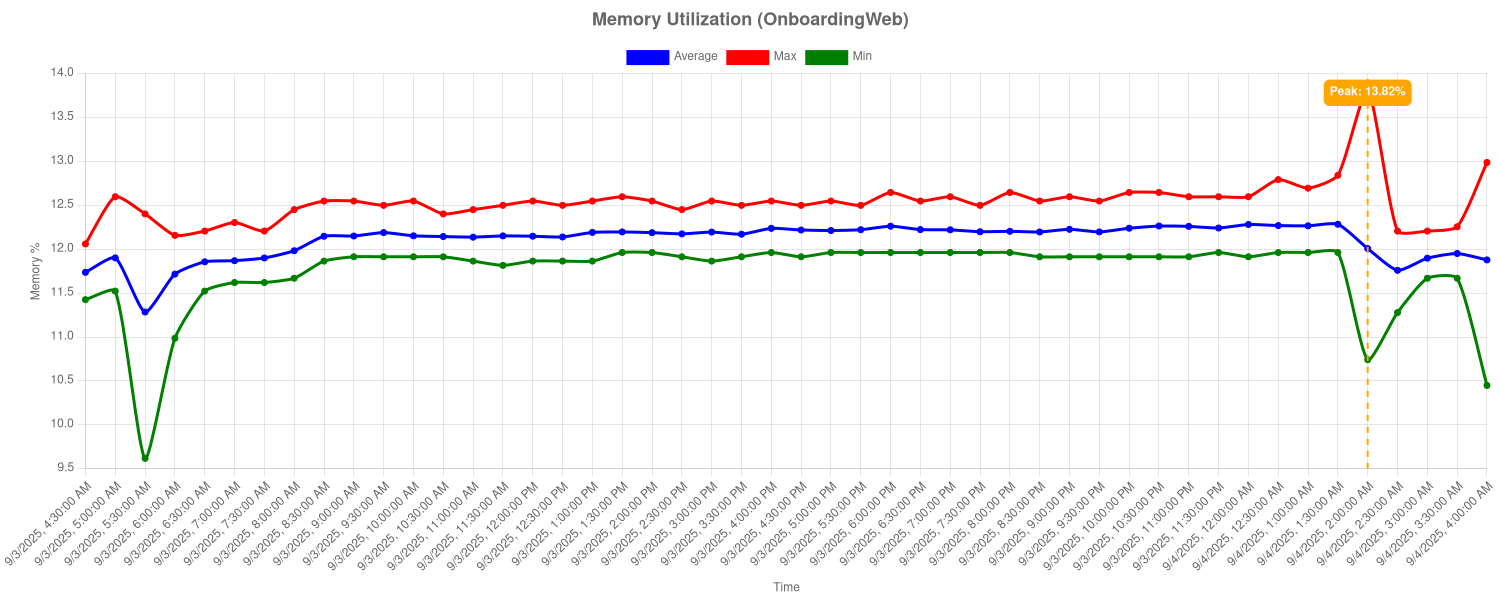 Memory Utilization (OnboardingWeb)
Average Max Min
14.0
13.5
13.0
12.5
12.0
11.5
11.0
10.5
10.0
9.5
Memory %
Peak: 13.82%
9/3/2025, 4:30:00 AM
9/3/2025, 5:00:00 AM
9/3/2025, 5:30:00 AM
9/3/2025, 6:00:00 AM
9/3/2025, 6:30:00 AM
9/3/2025, 7:00:00 AM
9/3/2025, 7:30:00 AM
9/3/2025, 8:00:00 AM
9/3/2025, 8:30:00 AM
9/3/2025, 9:00:00 AM
9/3/2025, 9:30:00 AM
9/3/2025, 10:00:00 AM
9/3/2025, 10:30:00 AM
9/3/2025, 11:00:00 AM
9/3/2025, 11:30:00 AM
9/3/2025, 12:00:00 PM
9/3/2025, 12:30:00 PM
9/3/2025, 1:00:00 PM
9/3/2025, 1:30:00 PM
9/3/2025, 2:00:00 PM
9/3/2025, 2:30:00 PM
9/3/2025, 3:00:00 PM
9/3/2025, 3:30:00 PM
9/3/2025, 4:00:00 PM
9/3/2025, 4:30:00 PM
9/3/2025, 5:00:00 PM
9/3/2025, 5:30:00 PM
9/3/2025, 6:00:00 PM
9/3/2025, 6:30:00 PM
9/3/2025, 7:00:00 PM
9/3/2025, 7:30:00 PM
9/3/2025, 8:00:00 PM
9/3/2025, 8:30:00 PM
9/3/2025, 9:00:00 PM
9/3/2025, 9:30:00 PM
9/3/2025, 10:00:00 PM
9/3/2025, 10:30:00 PM
9/3/2025, 11:00:00 PM
9/3/2025, 11:30:00 PM
9/4/2025, 12:00:00 AM
9/4/2025, 12:30:00 AM
9/4/2025, 1:00:00 AM
9/4/2025, 1:30:00 AM
9/4/2025, 2:00:00 AM
9/4/2025, 2:30:00 AM
9/4/2025, 3:00:00 AM
9/4/2025, 3:30:00 AM
9/4/2025, 4:00:00 AM
Time